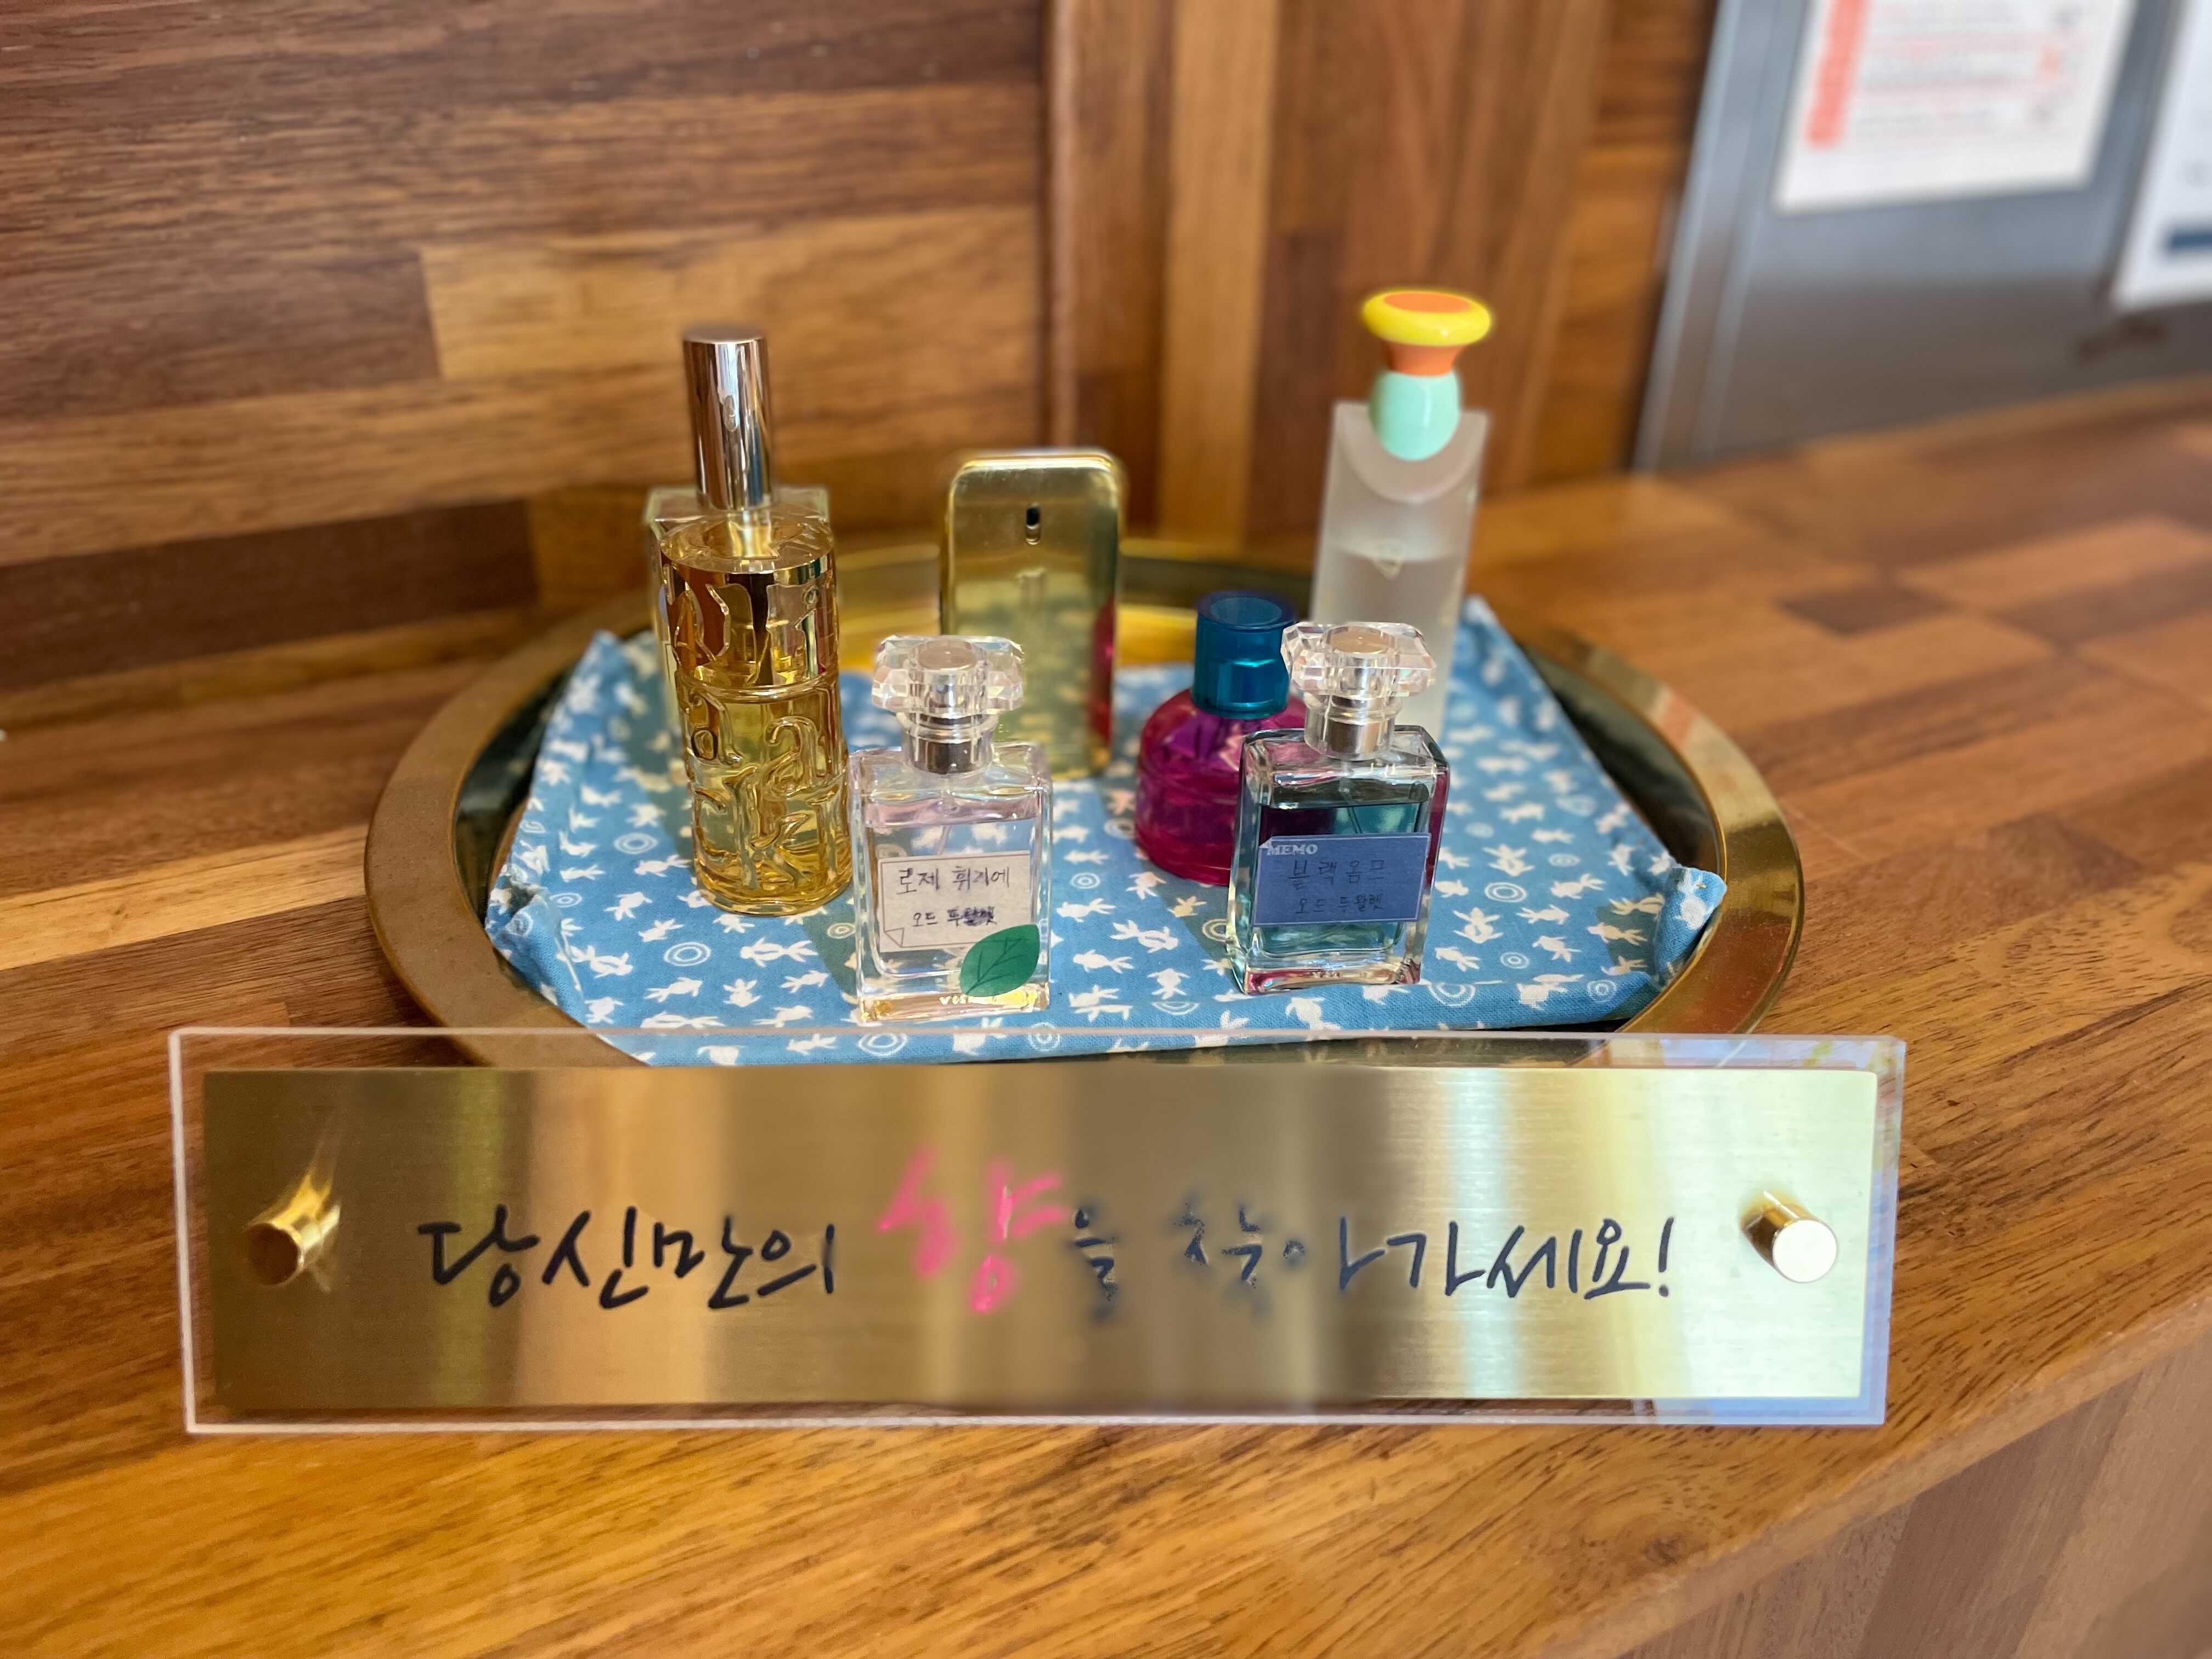 로제 휘기에
오드 뚜왈렛
MEMO
블랙옴므
오드 뚜왈렛
당신만의 향을 찾아가세요!